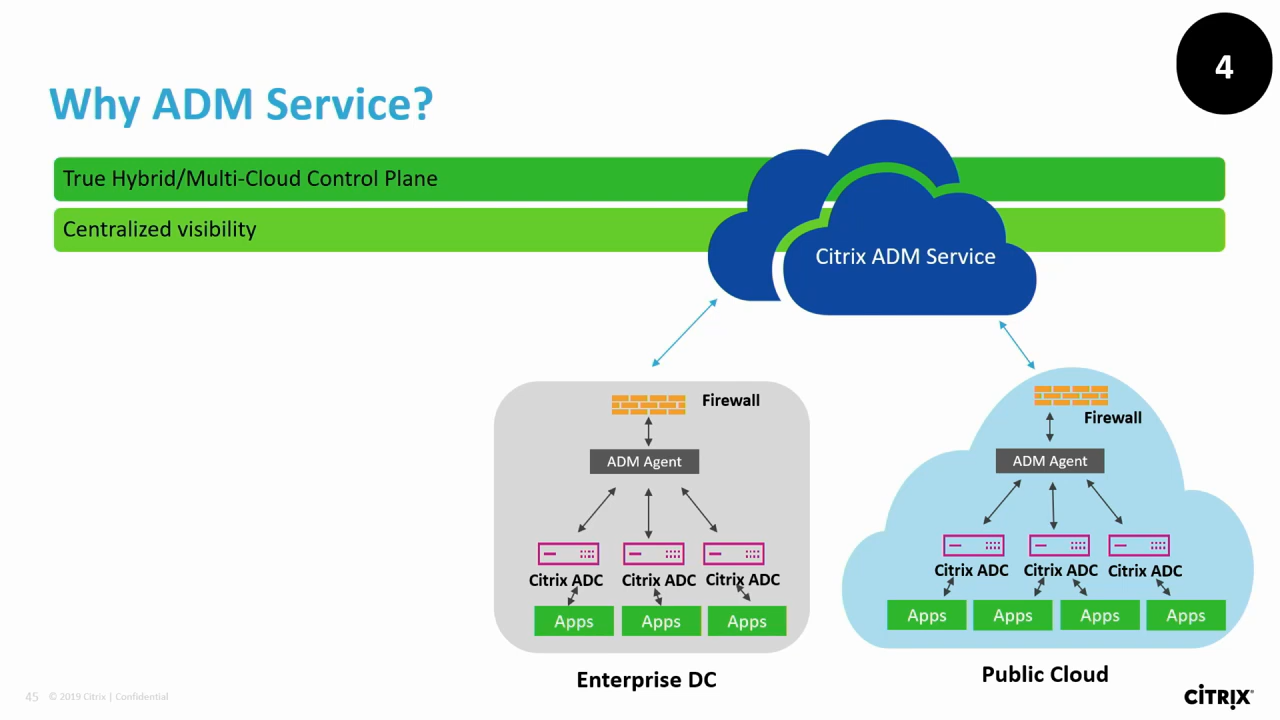 4
Why ADM Service?
True Hybrid/Multi-Cloud Control Plane
Centralized visibility
Citrix ADM Service
Firewall
ADM Agent
Citrix ADC Citrix ADC Citrix ADC
Apps Apps Apps
Enterprise DC
Firewall
ADM Agent
Citrix ADC Citrix ADC Citrix ADC
Apps Apps Apps Apps
Public Cloud
45 © 2019 Citrix | Confidential
CITRIX